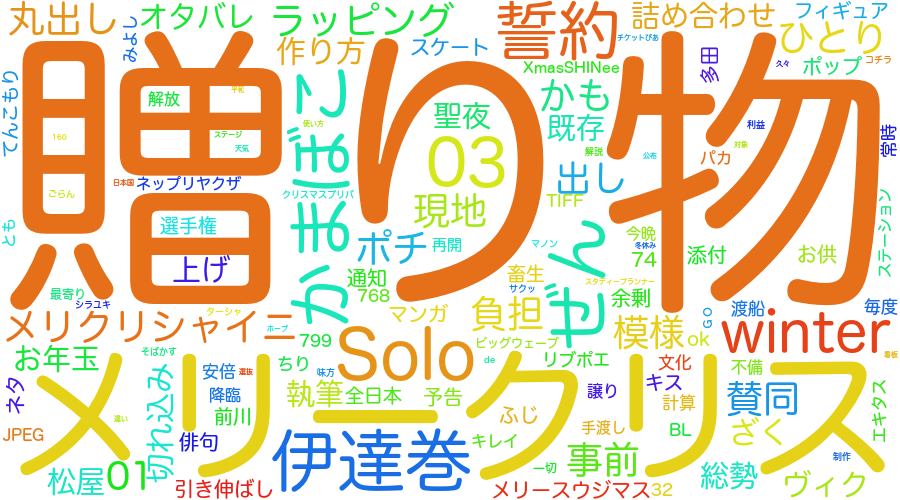 丸出し
オタバレ
ラッピング
誓約
詰め合わせ
フィギュア
チケットぴあ
ひとり
みよし
作り方
スケート
XmasSHINee
多田
久々
ポップ
コチラ
贈り物
てんこもり
解放
平和
ステージ
天気
160
かまぼこ
使い方
聖夜
かも
既存
解説
公布
利益
対象
常時
日本国
ネップリヤクザ
ごらん
クリスマスプリパ
03
出し
TIFF
パカ
とも
選手権
現地
ぜん
ステーション
上げ
ポチ
再開
マノン
今晩
冬休み
74
添付
お供
最寄り
シラユキ
通知
768
畜生
サクッ
スタディープランナー
余剰
渡船
毎度
GO
メリクリシャイニー
ターシャ
ホープ
マンガ
負担
模様
ok
winter
799
Solo
ビッグウェーブ
de
リブポエ
文化
不備
看板
お年玉
そばかす
メリークリスマス
ちり
安倍
選抜
味方
降臨
ネタ
切れ込み
執筆
全日本
予告
譲り
キス
計算
賛同
エキタス
JPEG
違い
前川
俳句
伊達巻
ふじ
手渡し
BL
ざく
キレイ
松屋
01
引き伸ばし
一切
事前
メリースウジマス
32
総勢
制作
ヴィク